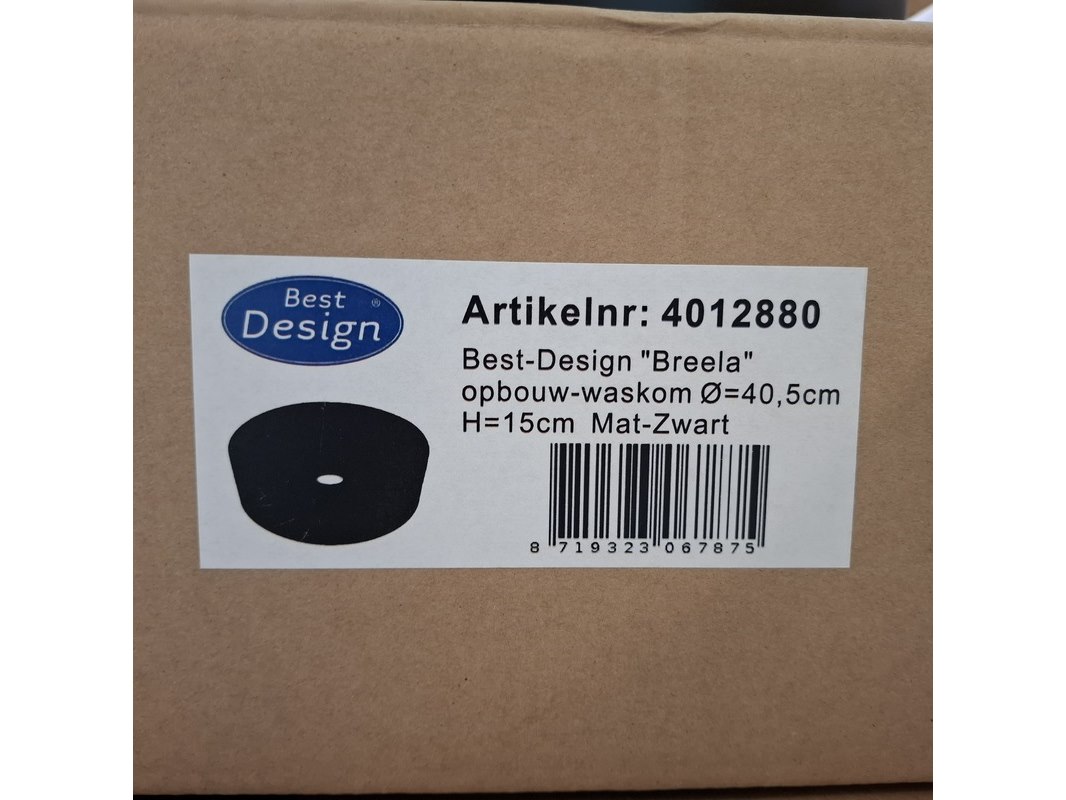 Best ®
Design
Artikelnr: 4012880
Best-Design "Breela"
opbouw-waskom Ø=40,5cm
H=15cm Mat-Zwart
8 719323 067875